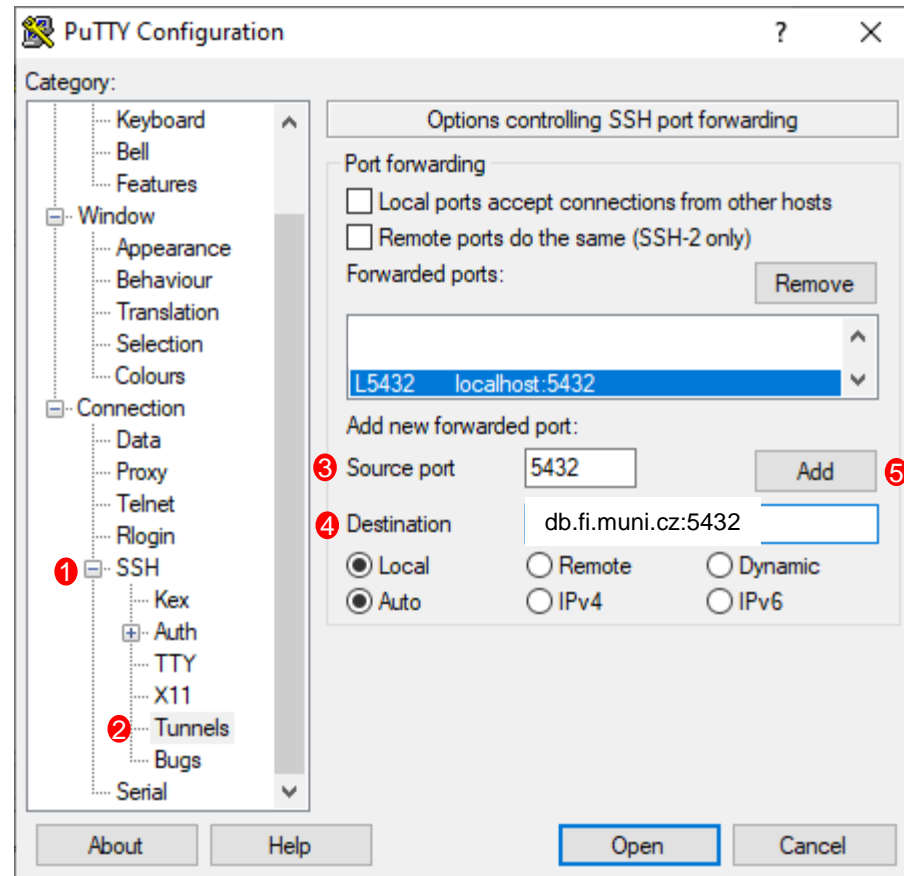 PuTTY Configuration ? ×
Category:
Keyboard
Bell
Features
Window
Appearance
Behaviour
Translation
Selection
Colours
Connection
Data
Proxy
Telnet
Rlogin
1 SSH
Kex
Auth
TTY
X11
2 Tunnels
Bugs
Serial
Options controlling SSH port forwarding
Port forwarding
Local ports accept connections from other hosts
Remote ports do the same (SSH-2 only)
Forwarded ports:
Remove
L5432 localhost:5432
Add new forwarded port:
3 Source port 5432 Add 5
4 Destination db.fi.muni.cz:5432
Local Remote Dynamic
Auto IPv4 IPv6
About Help Open Cancel